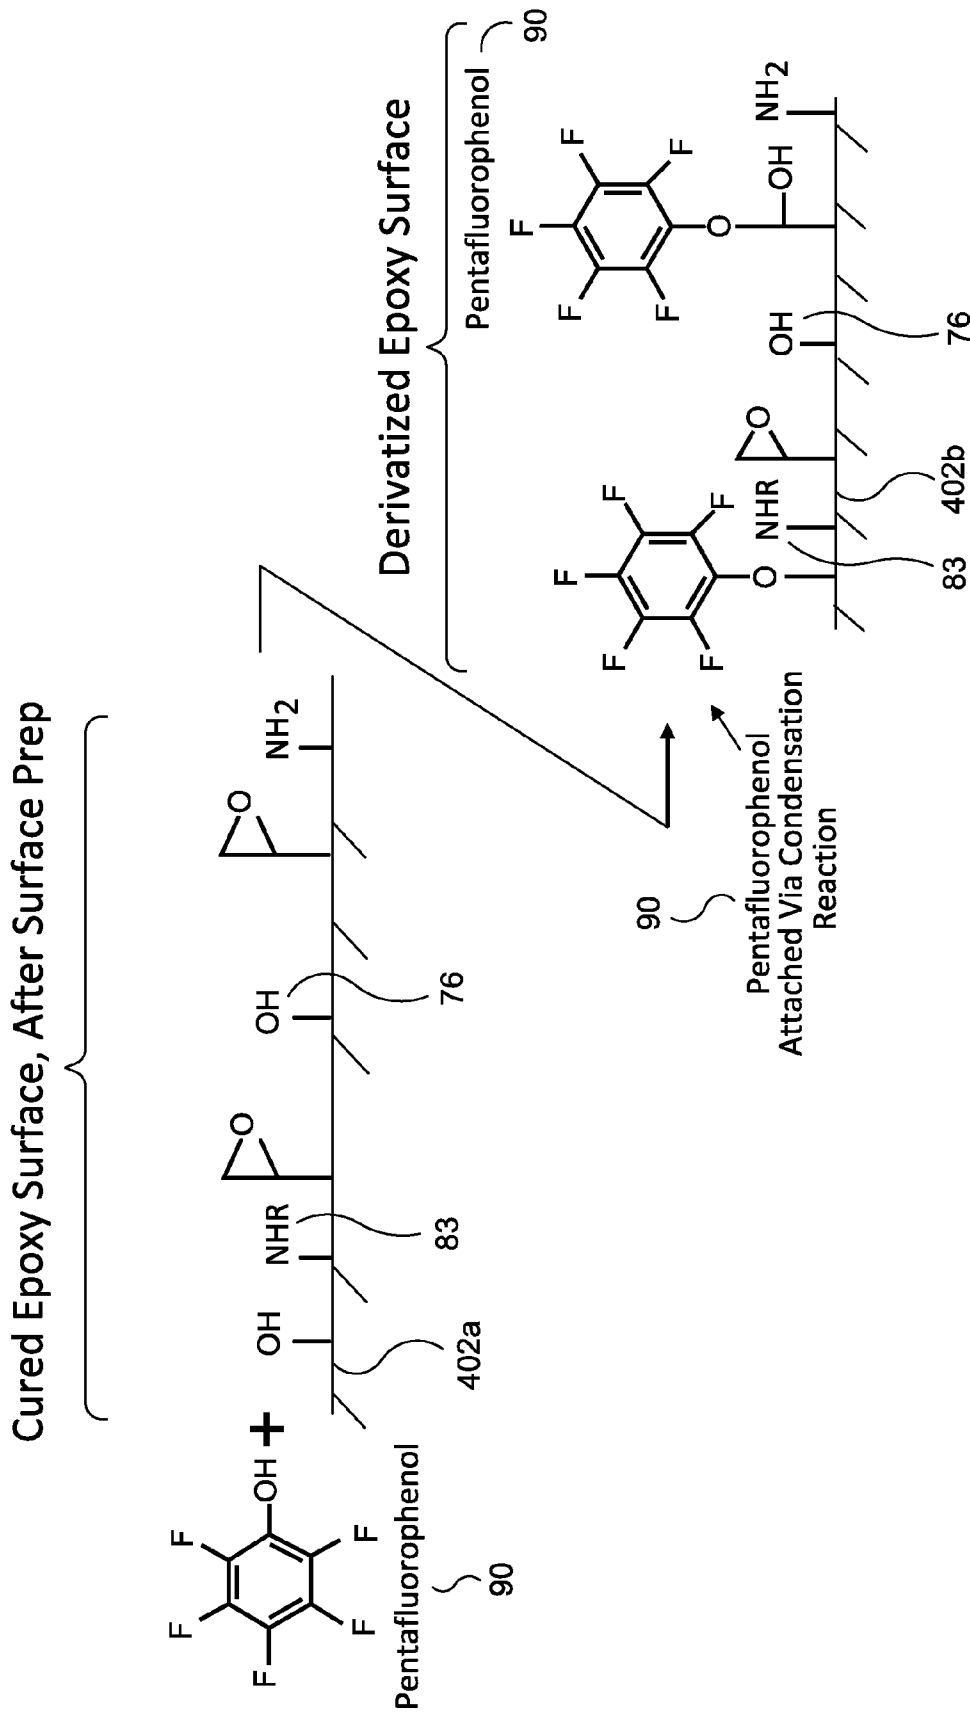 Cured Epoxy Surface, After Surface Prep
F
F
F
F
F
OH
+
OH
NHR
O
OH
O
NH2
Pentafluorophenol
90
402a
83
76
Derivatized Epoxy Surface
Pentafluorophenol
90
F
F
F
F
F
O
NHR
O
OH
F
F
F
F
F
O
OH
NH2
90
Pentafluorophenol
Attached Via Condensation
Reaction
83
402b
76